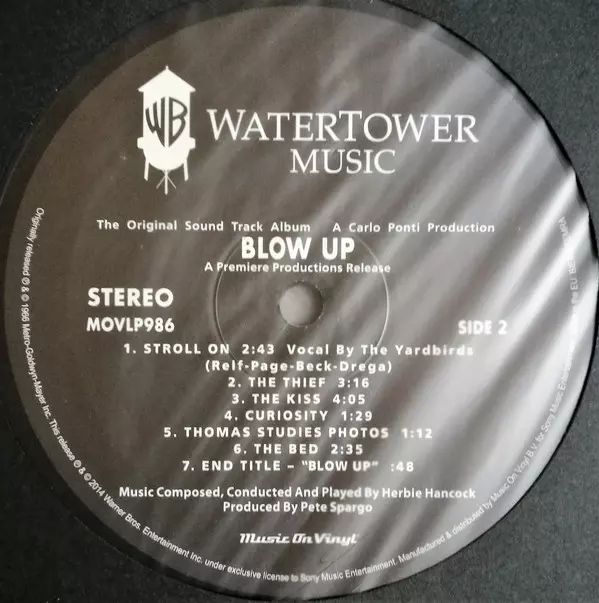 WB
WATERTOWER
MUSIC
The Original Sound Track Album A Carlo Ponti Production
BLOW UP
A Premiere Productions Release
STEREO
MOVLP986
SIDE 2
1. STROLL ON 2:43 Vocal By The Yardbirds
(Relf-Page-Beck-Drega)
2. THE THIEF 3:16
3. THE KISS 4:05
4. CURIOSITY 1:29
5. THOMAS STUDIES PHOTOS 1:12
6. THE BED 2:35
7. END TITLE – "BLOW UP" :48
Music Composed, Conducted And Played By Herbie Hancock
Produced By Pete Spargo
Music On Vinyl
Originally released ℗ & © 1966 Metro-Goldwyn-Mayer Inc. This release ℗ & © 2014 Warner Bros. Entertainment Inc. under exclusive license to Sony Music Entertainment. Manufactured & distributed by Music On Vinyl B.V. for Sony Music Entertainment in the EU.